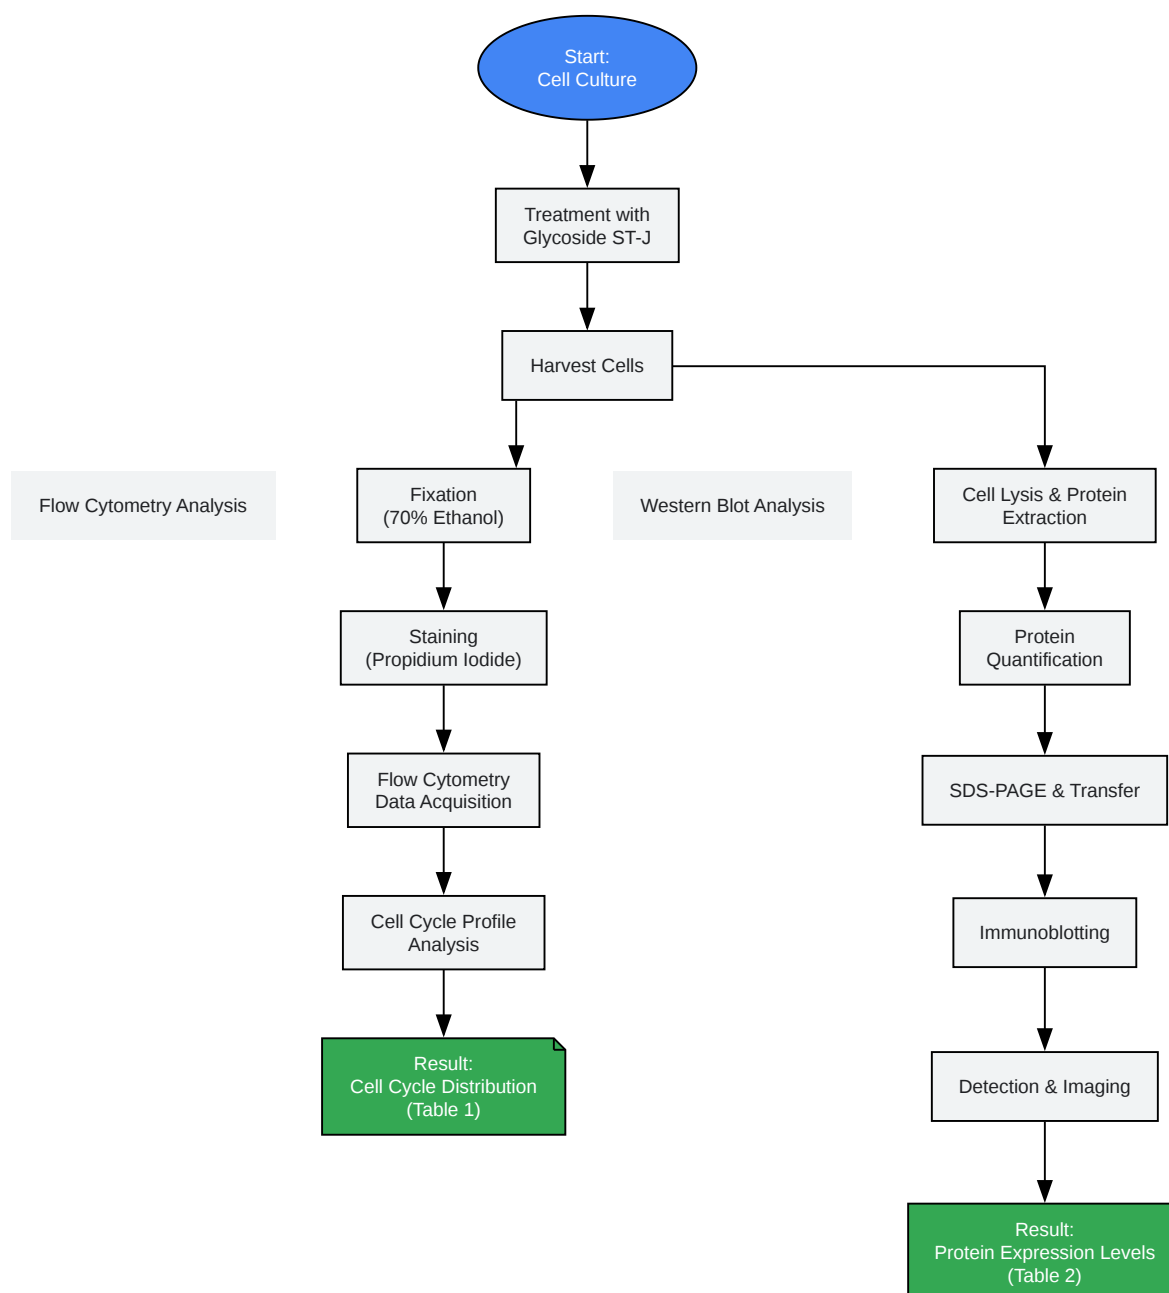 Start:
Cell Culture
Treatment with
Glycoside ST-J
Harvest Cells
Flow Cytometry Analysis
Fixation
(70% Ethanol)
Western Blot Analysis
Cell Lysis & Protein
Extraction
Staining
(Propidium Iodide)
Protein
Quantification
Flow Cytometry
Data Acquisition
SDS-PAGE & Transfer
Cell Cycle Profile
Analysis
Immunoblotting
Result:
Cell Cycle Distribution
(Table 1)
Detection & Imaging
Result:
Protein Expression Levels
(Table 2)